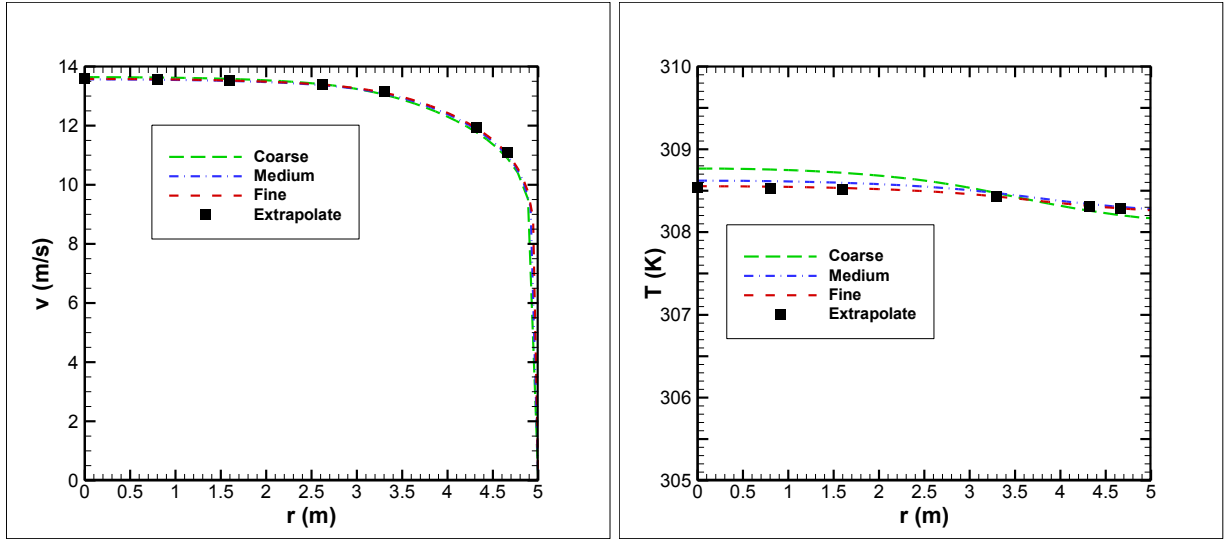 14
12
10
8
6
4
2
0
v (m/s)
Coarse
Medium
Fine
Extrapolate
0 0.5 1 1.5 2 2.5 3 3.5 4 4.5 5
r (m)
310
309
308
307
306
305
T (K)
Coarse
Medium
Fine
Extrapolate
0 0.5 1 1.5 2 2.5 3 3.5 4 4.5 5
r (m)